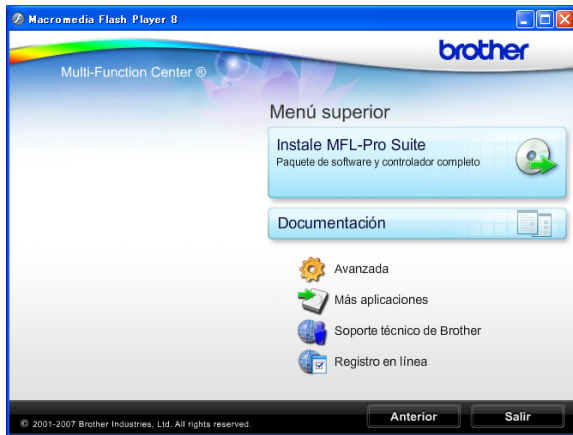 Macromedia Flash Player 8
brother
Multi-Function Center ®
Menú superior
Instale MFL-Pro Suite
Paquete de software y controlador completo
Documentación
Avanzada
Más aplicaciones
Soporte técnico de Brother
Registro en línea
© 2001-2007 Brother Industries, Ltd. All rights reserved.
Anterior
Salir